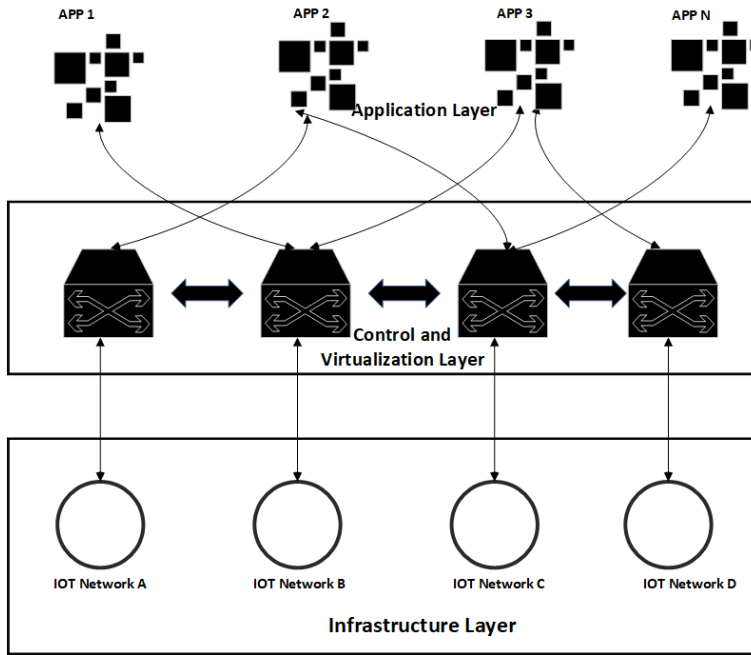 APP 1
APP 2
APP 3
APP N
Application Layer
Control and
Virtualization Layer
IOT Network A
IOT Network B
IOT Network C
IOT Network D
Infrastructure Layer